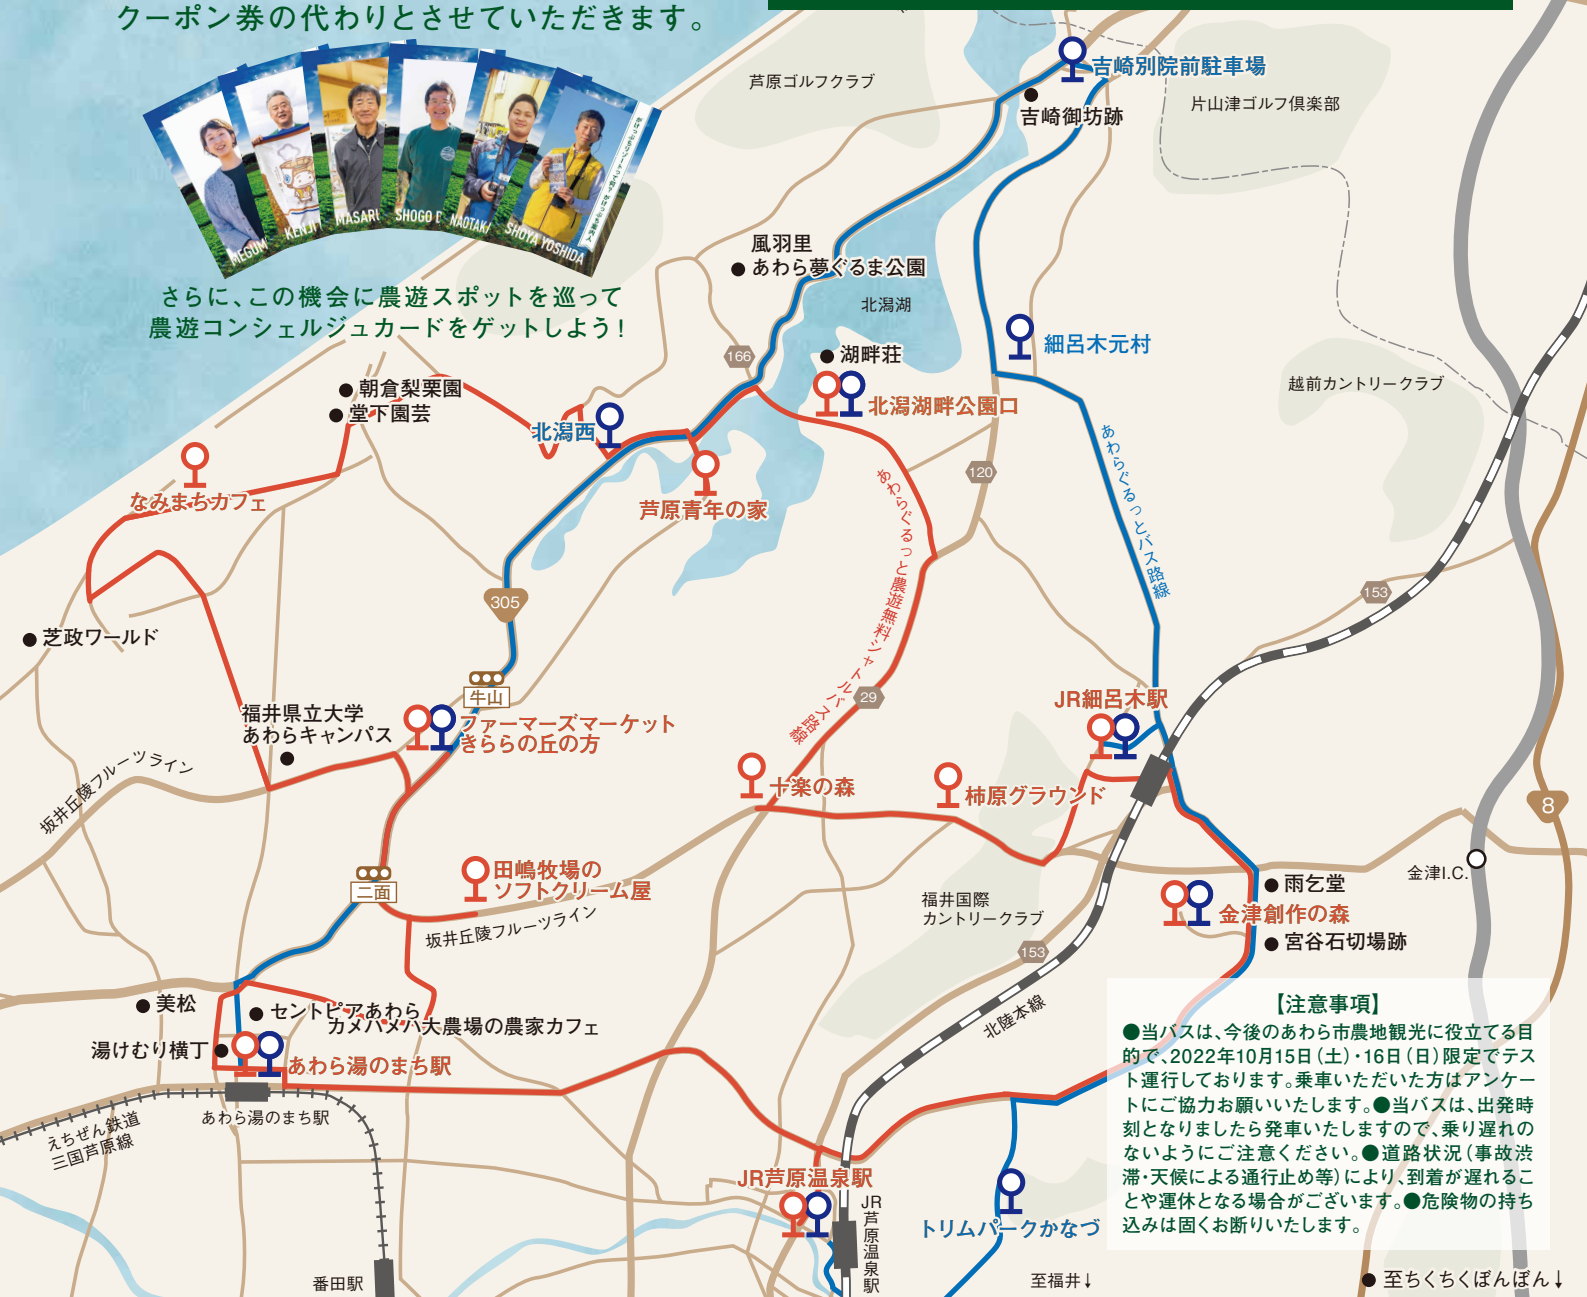 クーポン券の代わりとさせていただきます。
MEGUM
KENJI
MASARU
SHOGO
NAOTAK
SHOYA YOSHIDA
さらに、この機会に農遊スポットを巡って
農遊コンシェルジュカードをゲットしよう!
芦原ゴルフクラブ
吉崎別院前駐車場
吉崎御坊跡
片山津ゴルフ倶楽部
風羽里
あわら夢ぐるま公園
北潟湖
細呂木元村
166
湖畔荘
北潟湖畔公園口
越前カントリークラブ
朝倉梨栗園
堂下園芸
北潟西
なみまちカフェ
芦原青年の家
120
あわらぐるっとバス路線
あわらぐるっと農遊無料シャトルバス路線
305
153
芝政ワールド
牛山
29
JR細呂木駅
福井県立大学
あわらキャンパス
ファーマーズマーケット
きららの丘の方
坂井丘陵フルーツライン
十楽の森
柿原グラウンド
8
田嶋牧場の
ソフトクリーム屋
二面
坂井丘陵フルーツライン
福井国際
カントリークラブ
金津I.C.
雨乞堂
金津創作の森
宮谷石切場跡
153
北陸本線
美松
セントピアあわら
カメハメハ大農場の農家カフェ
湯けむり横丁
あわら湯のまち駅
あわら湯のまち駅
えちぜん鉄道
三国芦原線
JR芦原温泉駅
JR芦原温泉駅
トリムパークかなづ
番田駅
至福井↓
【注意事項】
●当バスは、今後のあわら市農地観光に役立てる目
的で、2022年10月15日(土)・16日(日)限定でテス
ト運行しております。乗車いただいた方はアンケー
トにご協力お願いいたします。●当バスは、出発時
刻となりましたら発車いたしますので、乗り遅れの
ないようにご注意ください。●道路状況(事故渋
滞・天候による通行止め等)により、到着が遅れるこ
とや運休となる場合がございます。●危険物の持ち
込みは固くお断りいたします。
至ちくちくぼんぼん↓